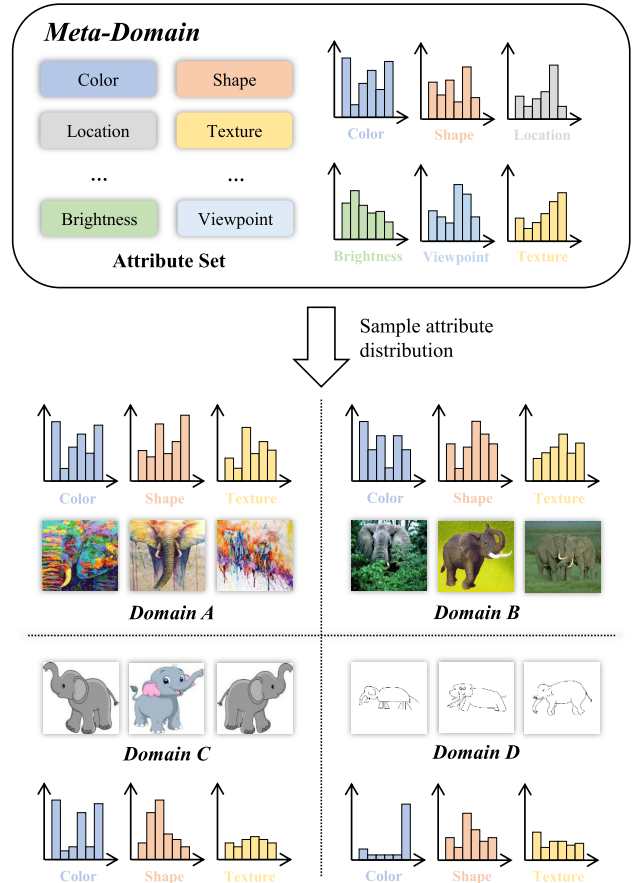 Meta-Domain
Color
Shape
Location
Texture
...
...
Brightness
Viewpoint
Attribute Set
Color
Shape
Location
Brightness
Viewpoint
Texture
Sample attribute
distribution
Color
Shape
Texture
Domain A
Color
Shape
Texture
Domain B
Domain C
Color
Shape
Texture
Domain D
Color
Shape
Texture